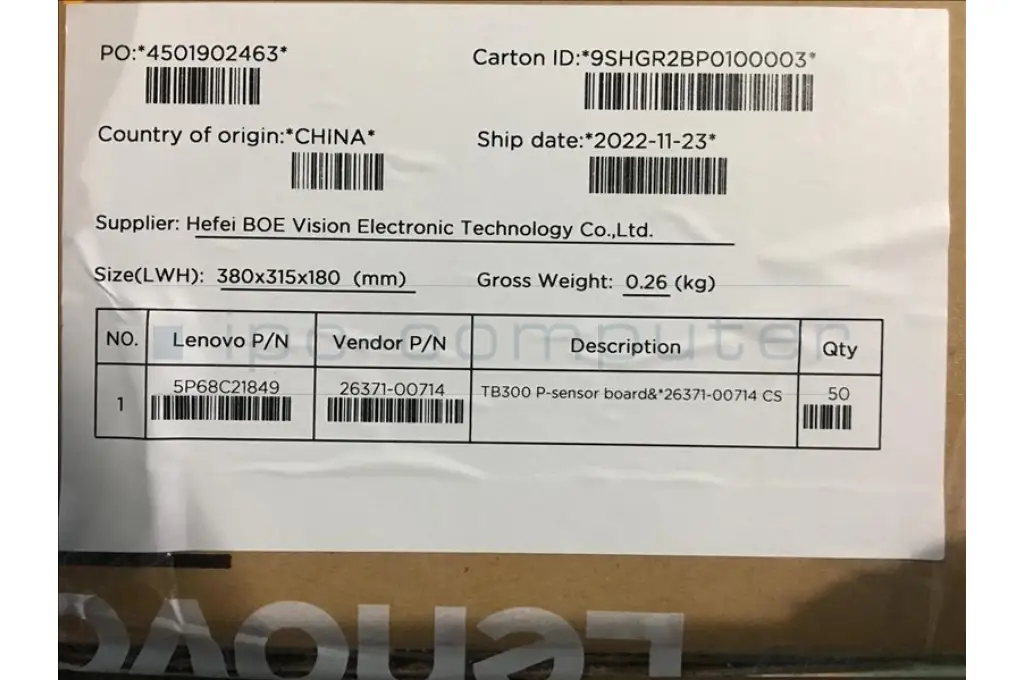 PO:*4501902463*
Carton ID:*9SHGR2BP0100003*
Country of origin:*CHINA*
Ship date:*2022-11-23*
Supplier: Hefei BOE Vision Electronic Technology Co.,Ltd.
Size(LWH): 380x315x180 (mm)
Gross Weight: 0.26 (kg)
ipc computer
NO. Lenovo P/N Vendor P/N Description Qty
1 5P68C21849 26371-00714 TB300 P-sensor board&*26371-00714 CS 50
Lenovo